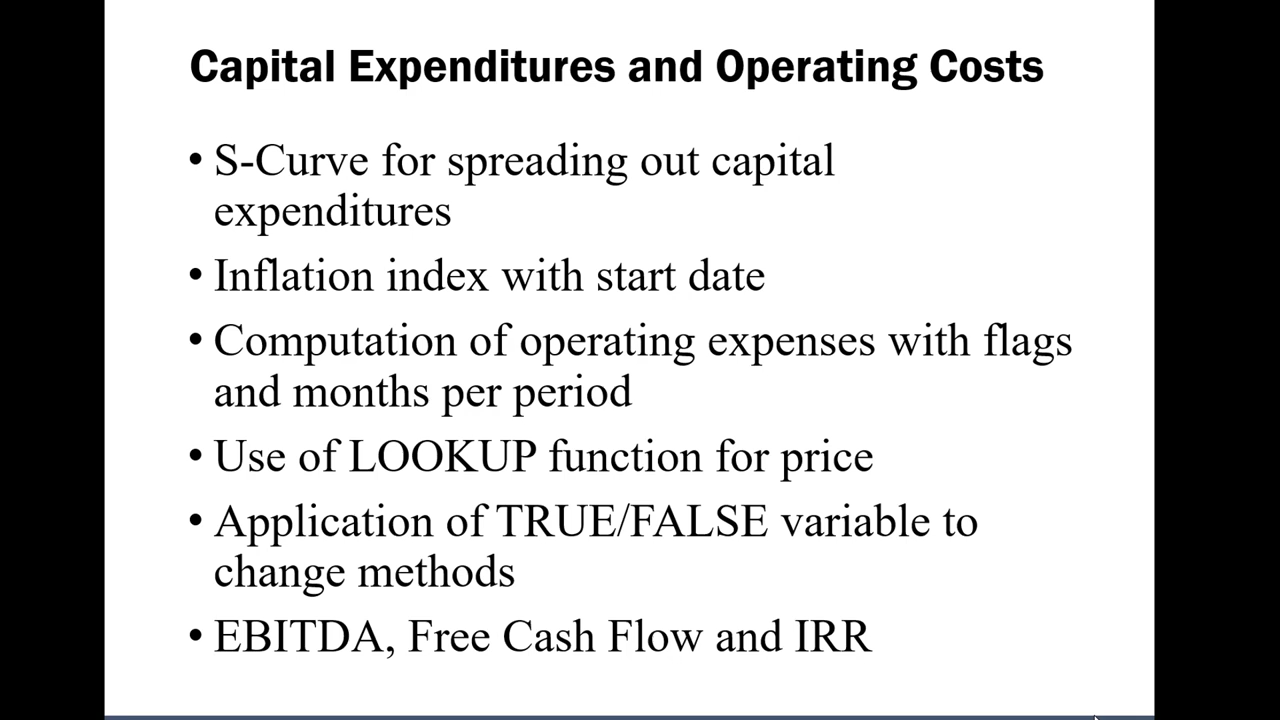 Capital Expenditures and Operating Costs
• S-Curve for spreading out capital
expenditures
• Inflation index with start date
• Computation of operating expenses with flags
and months per period
• Use of LOOKUP function for price
• Application of TRUE/FALSE variable to
change methods
• EBITDA, Free Cash Flow and IRR